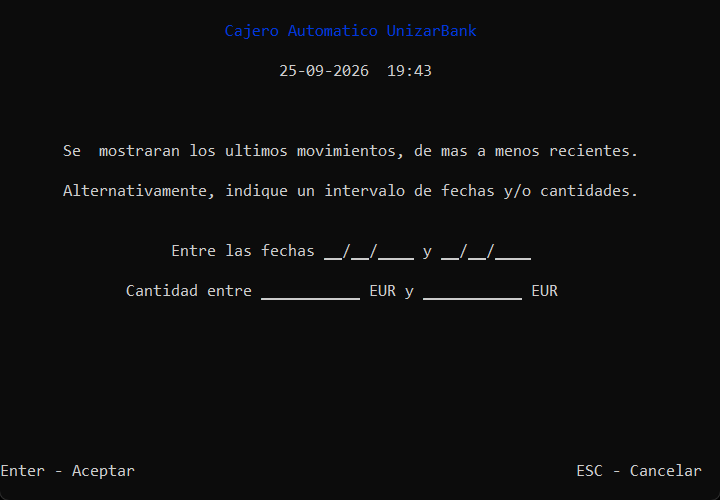 Cajero Automatico UnizarBank
25-09-2026  19:43
Se  mostraran los ultimos movimientos, de mas a menos recientes.
Alternativamente, indique un intervalo de fechas y/o cantidades.
Entre las fechas __/__/____ y __/__/____
Cantidad entre ___________ EUR y ___________ EUR
Enter - Aceptar
ESC - Cancelar